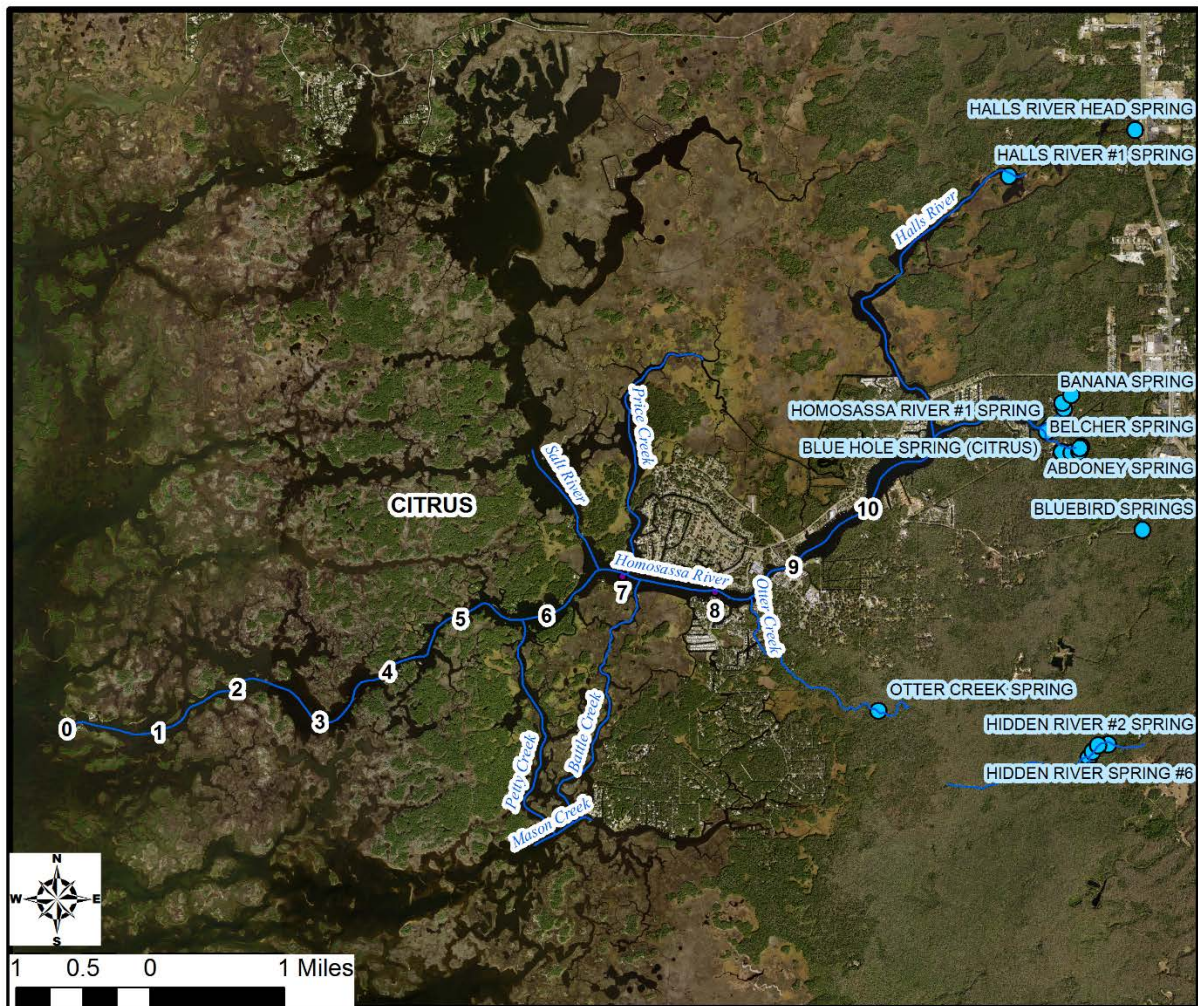 HALLS RIVER HEAD SPRING
HALLS RIVER #1 SPRING
Halls River
BANANA SPRING
HOMOSASSA RIVER #1 SPRING
BELCHER SPRING
BLUE HOLE SPRING (CITRUS)
ABDONEY SPRING
Price Creek
Salt River
CITRUS
10
BLUEBIRD SPRINGS
Homosassa River
9
7
8
6
5
Otter Creek
4
2
3
0
1
OTTER CREEK SPRING
Battle Creek
Petty Creek
HIDDEN RIVER #2 SPRING
HIDDEN RIVER SPRING #6
Mason Creek
N
W E
S
1 0.5 0 1 Miles